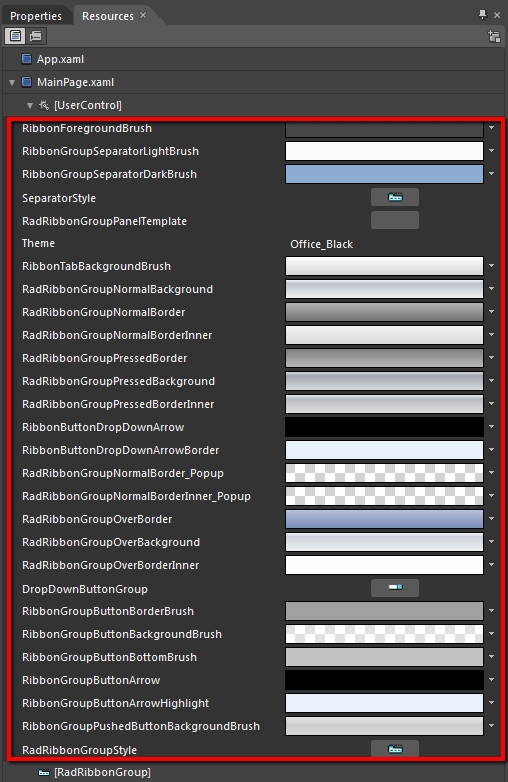 Properties Resources ×
App.xaml
MainPage.xaml
[UserControl]
RibbonForegroundBrush
RibbonGroupSeparatorLightBrush
RibbonGroupSeparatorDarkBrush
SeparatorStyle
RadRibbonGroupPanelTemplate
Theme Office_Black
RibbonTabBackgroundBrush
RadRibbonGroupNormalBackground
RadRibbonGroupNormalBorder
RadRibbonGroupNormalBorderInner
RadRibbonGroupPressedBorder
RadRibbonGroupPressedBackground
RadRibbonGroupPressedBorderInner
RibbonButtonDropDownArrow
RibbonButtonDropDownArrowBorder
RadRibbonGroupNormalBorder_Popup
RadRibbonGroupNormalBorderInner_Popup
RadRibbonGroupOverBorder
RadRibbonGroupOverBackground
RadRibbonGroupOverBorderInner
DropDownButtonGroup
RibbonGroupButtonBorderBrush
RibbonGroupButtonBackgroundBrush
RibbonGroupButtonBottomBrush
RibbonGroupButtonArrow
RibbonGroupButtonArrowHighlight
RibbonGroupPushedButtonBackgroundBrush
RadRibbonGroupStyle
[RadRibbonGroup]